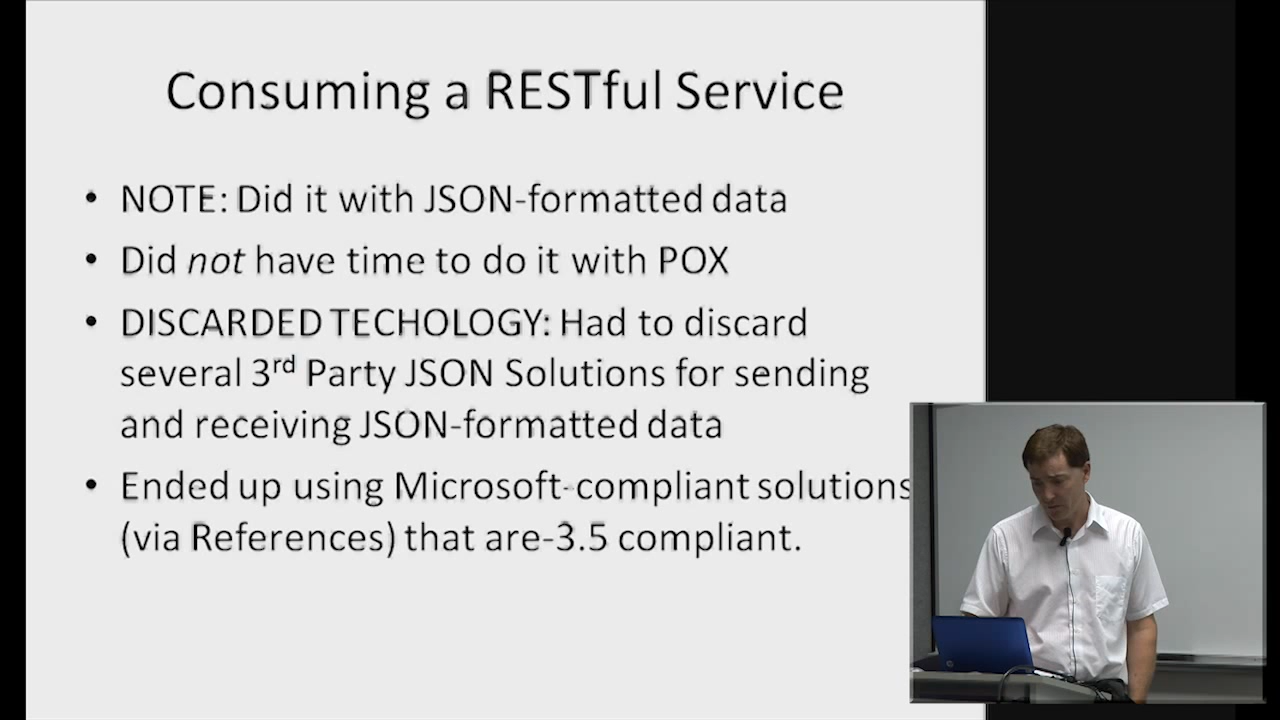 Consuming a RESTful Service
• NOTE: Did it with JSON-formatted data
• Did not have time to do it with POX
• DISCARDED TECHOLOGY: Had to discard
several 3rd Party JSON Solutions for sending
and receiving JSON-formatted data
• Ended up using Microsoft-compliant solutions
(via References) that are-3.5 compliant.